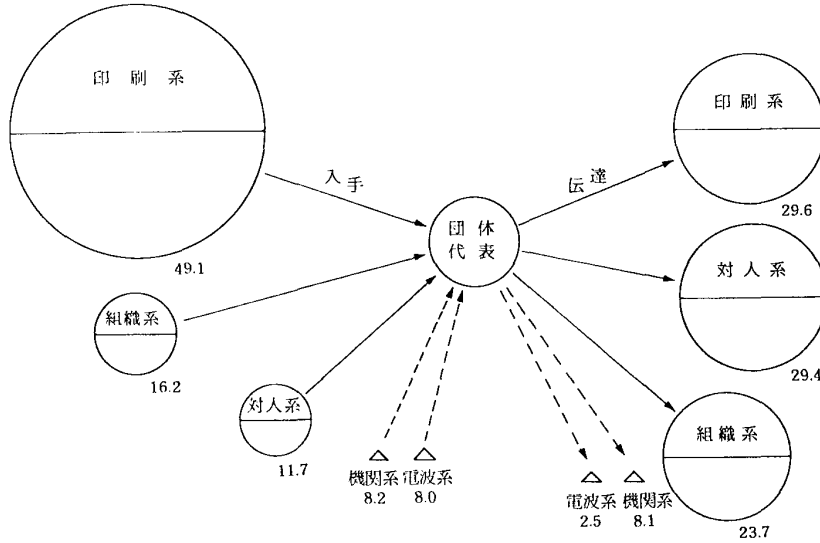 印刷系
49.1
入手
組織系
16.2
対人系
11.7
機関系
8.2
電波系
8.0
団体
代表
伝達
印刷系
29.6
対人系
29.4
組織系
23.7
電波系
2.5
機関系
8.1